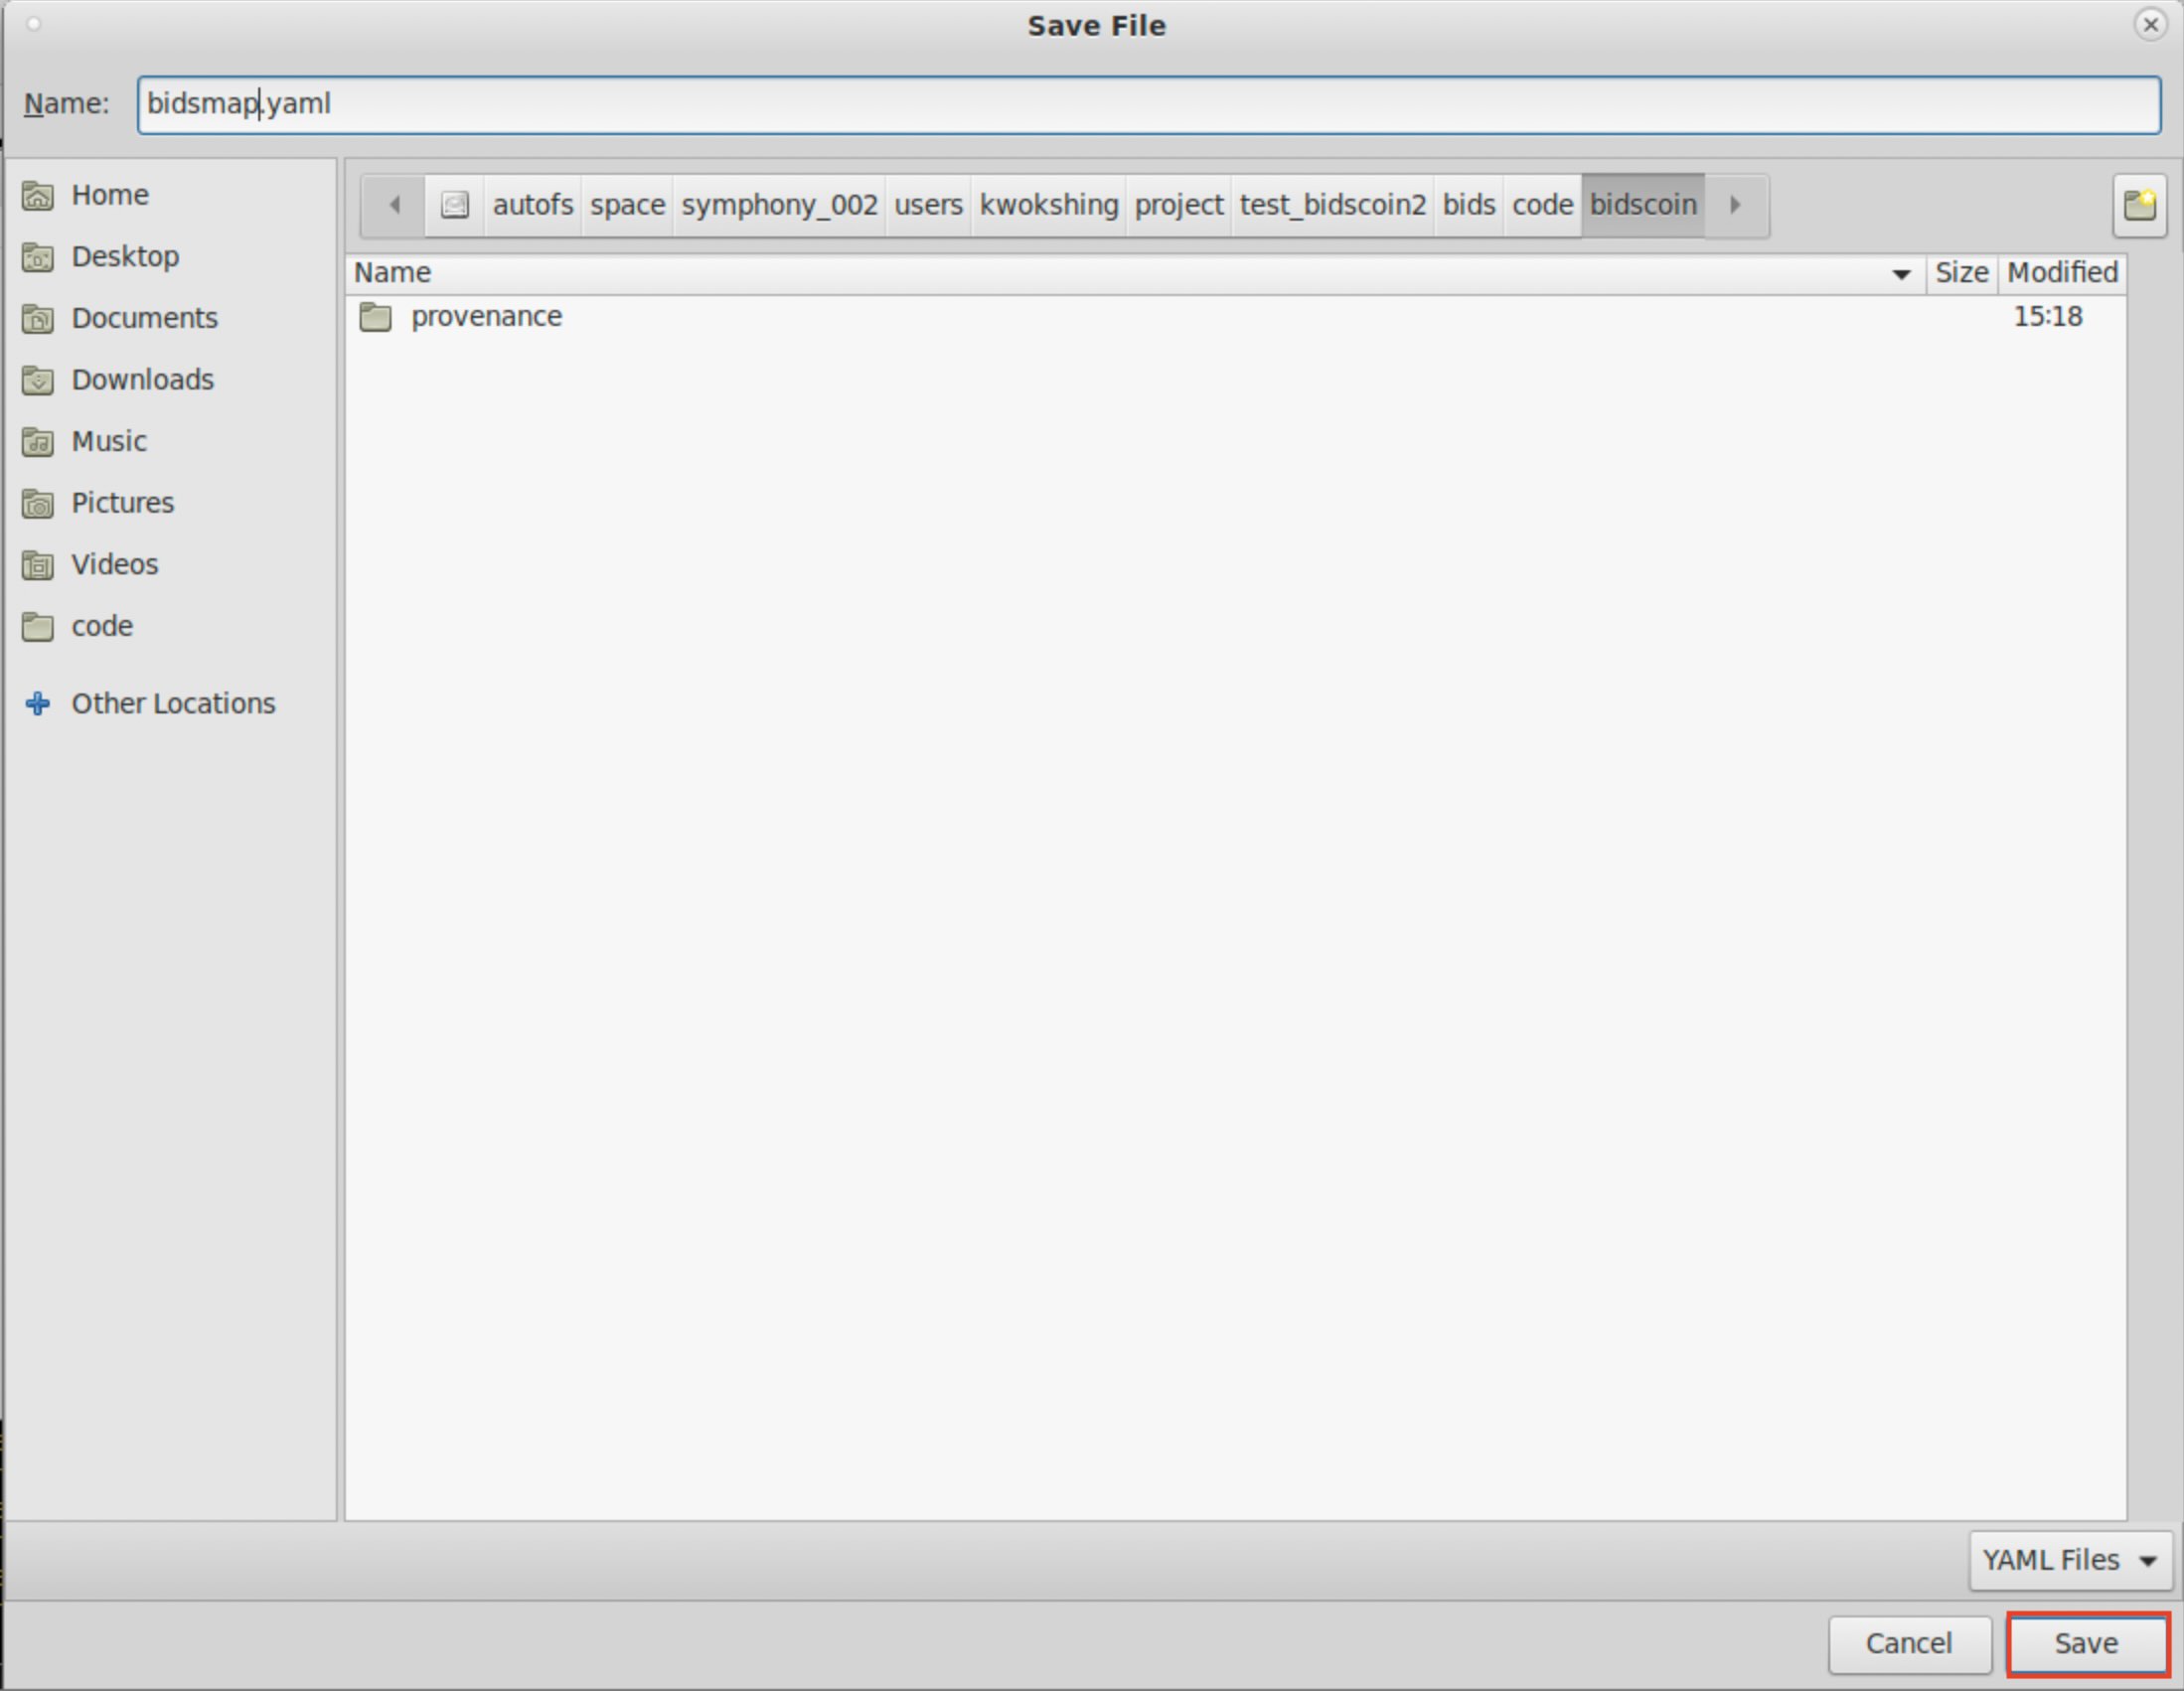 Save File
Name: bidsmap.yaml
autofs space symphony_002 users kwokshing project test_bidscoin2 bids code bidscoin
Home
Desktop
Documents
Downloads
Music
Pictures
Videos
code
Other Locations
Name Size Modified
provenance 15:18
YAML Files
Cancel Save